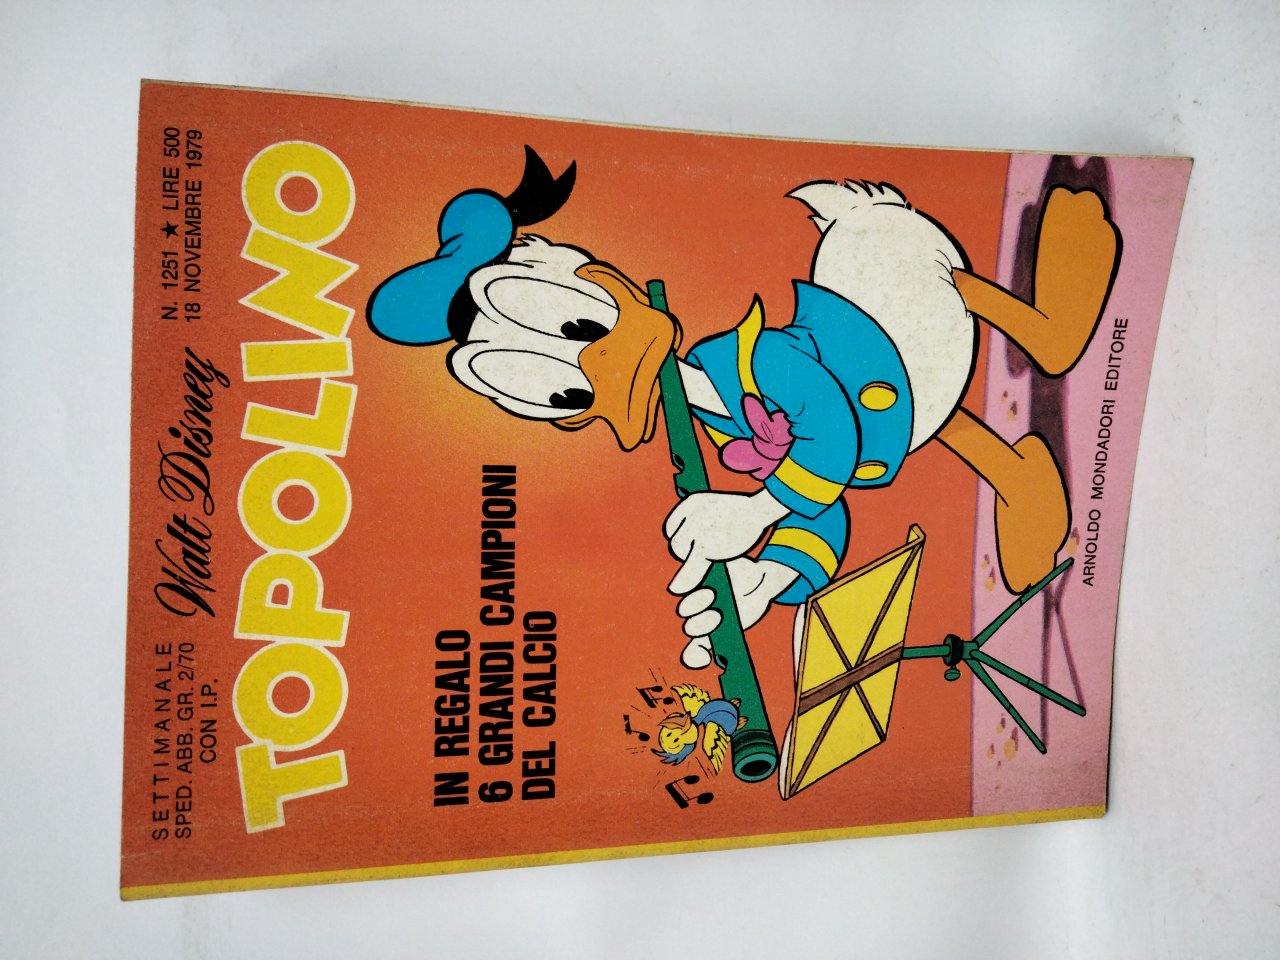 SETTIMANALE
SPED. ABB. GR. 2/70
CON I.P.
Walt Disney
N. 1251 ★ LIRE 500
18 NOVEMBRE 1979
TOPOLINO
IN REGALO
6 GRANDI CAMPIONI
DEL CALCIO
ARNOLDO MONDADORI EDITORE